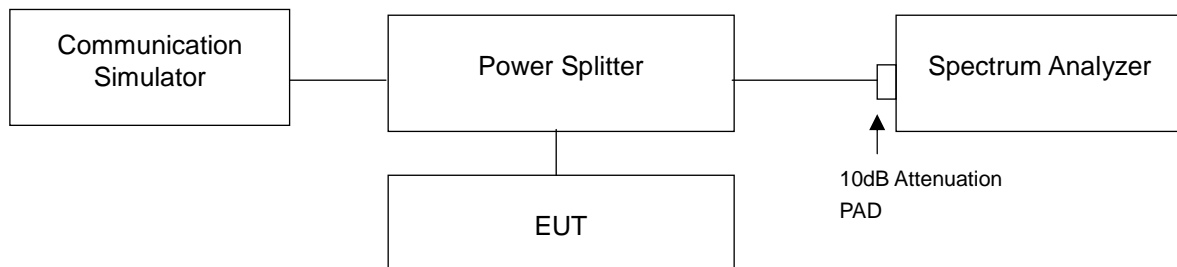 Communication
Simulator
Power Splitter
Spectrum Analyzer
10dB Attenuation
PAD
EUT